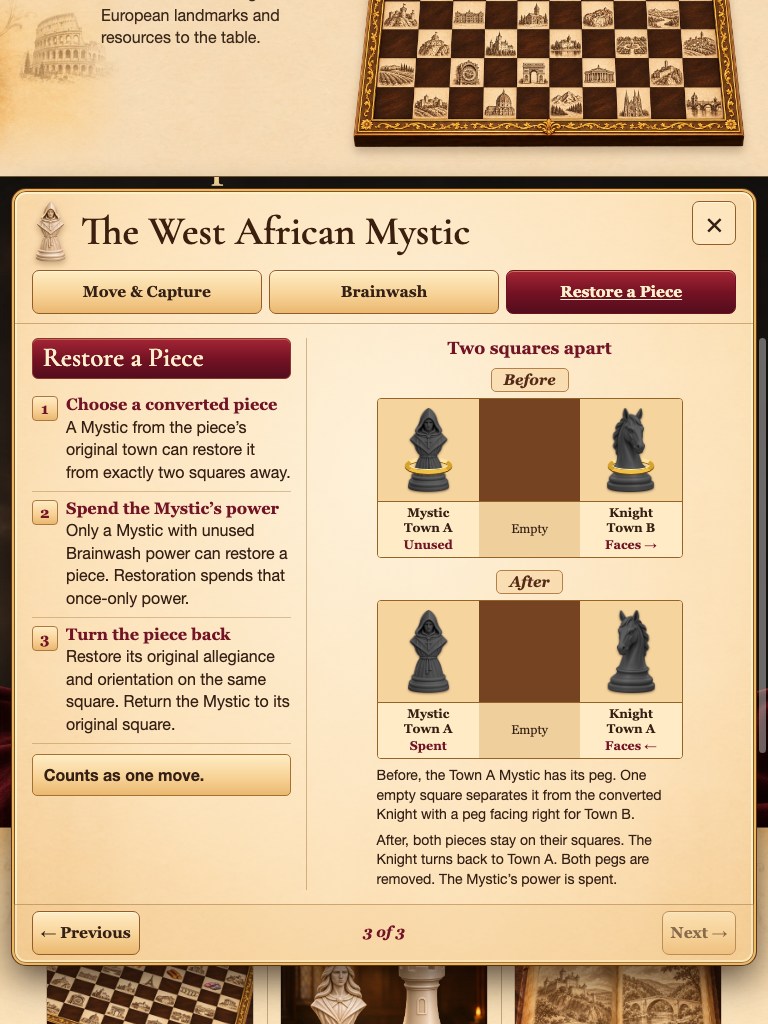 European landmarks and
resources to the table.
The West African Mystic
×
Move & Capture
Brainwash
Restore a Piece
Restore a Piece
1
Choose a converted piece
A Mystic from the piece's
original town can restore it
from exactly two squares away.
2
Spend the Mystic's power
Only a Mystic with unused
Brainwash power can restore a
piece. Restoration spends that
once-only power.
3
Turn the piece back
Restore its original allegiance
and orientation on the same
square. Return the Mystic to its
original square.
Counts as one move.
Two squares apart
Before
Mystic
Town A
Unused
Empty
Knight
Town B
Faces →
After
Mystic
Town A
Spent
Empty
Knight
Town A
Faces ←
Before, the Town A Mystic has its peg. One
empty square separates it from the converted
Knight with a peg facing right for Town B.
After, both pieces stay on their squares. The
Knight turns back to Town A. Both pegs are
removed. The Mystic's power is spent.
← Previous
3 of 3
Next →